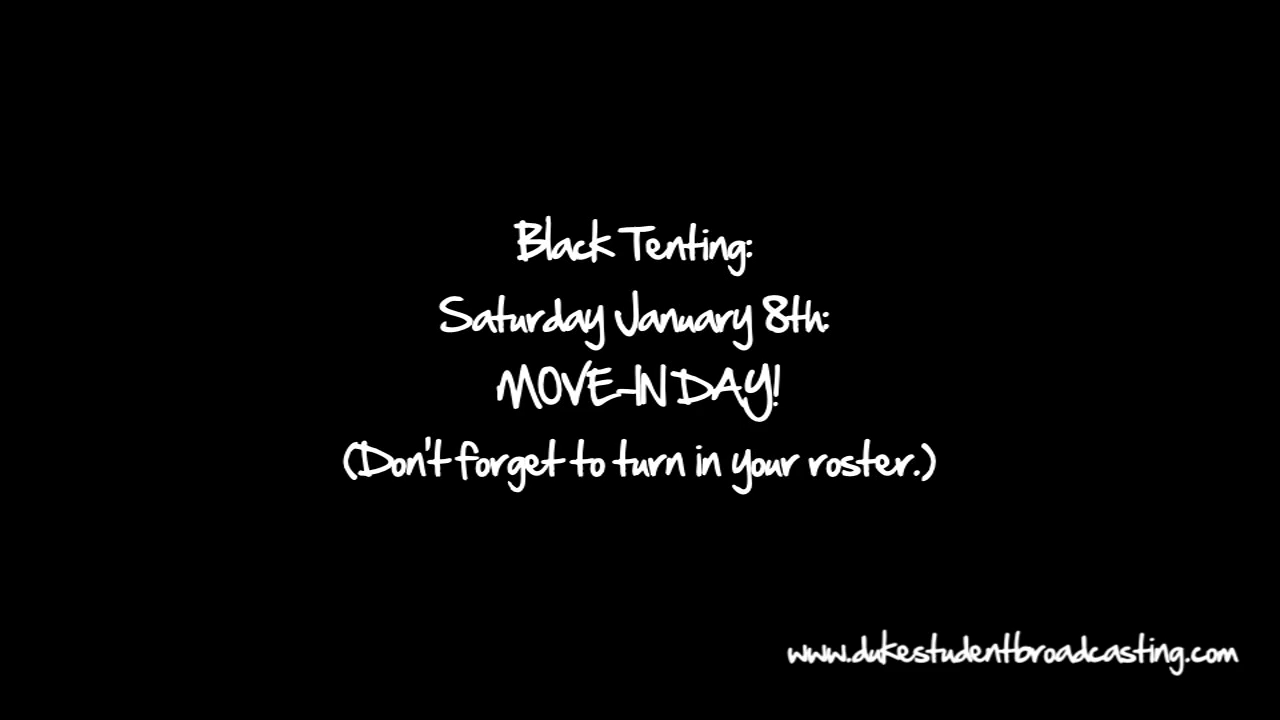 Black Tenting:
Saturday January 8th:
MOVE-IN DAY!
(Don't forget to turn in your roster.)
www.dukestudentbroadcasting.com